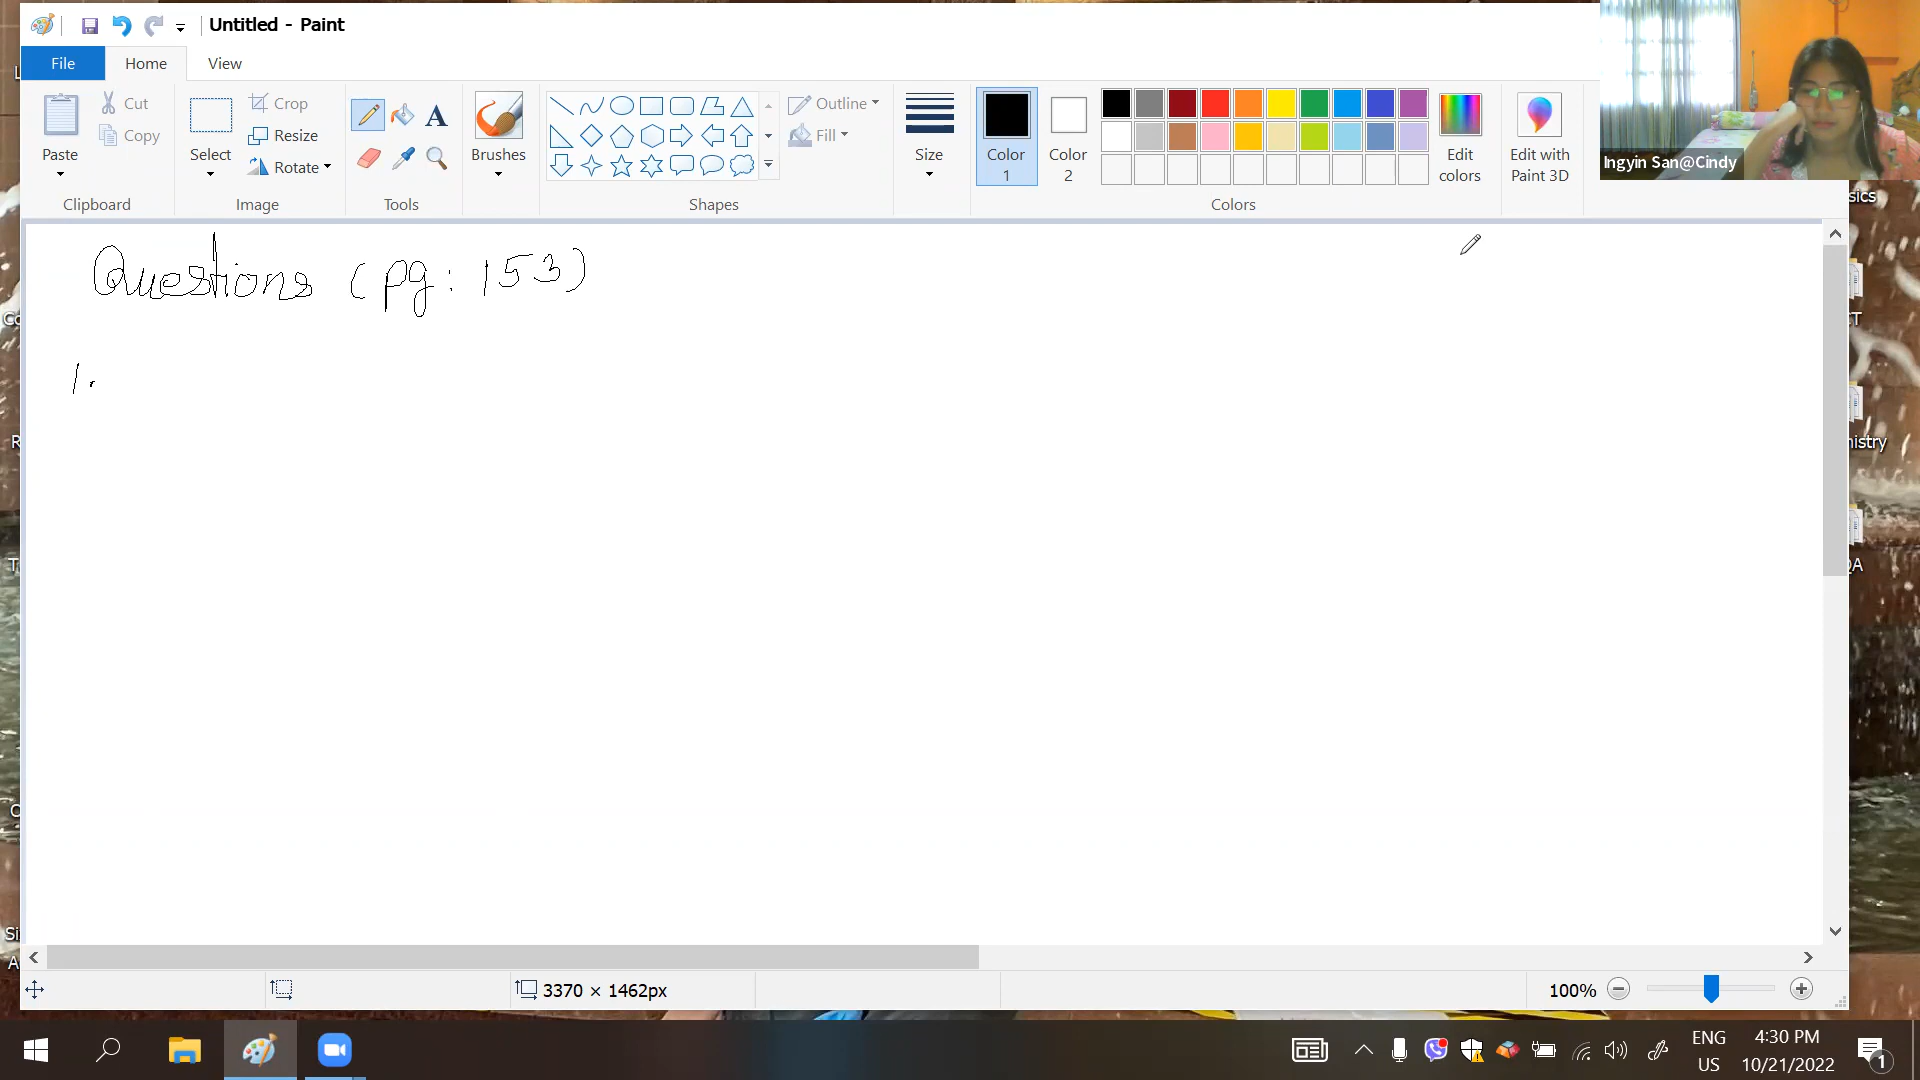 Untitled - Paint
File Home View
Cut
Copy
Paste
Crop
Resize
Rotate
Select
Brushes
Outline
Fill
Size
Color 1
Color 2
Edit colors
Edit with Paint 3D
Clipboard Image Tools Shapes Colors
Ingyin San@Cindy
Questions (pg: 153)
1.
3370 × 1462px
100%
ENG
US
4:30 PM
10/21/2022
1